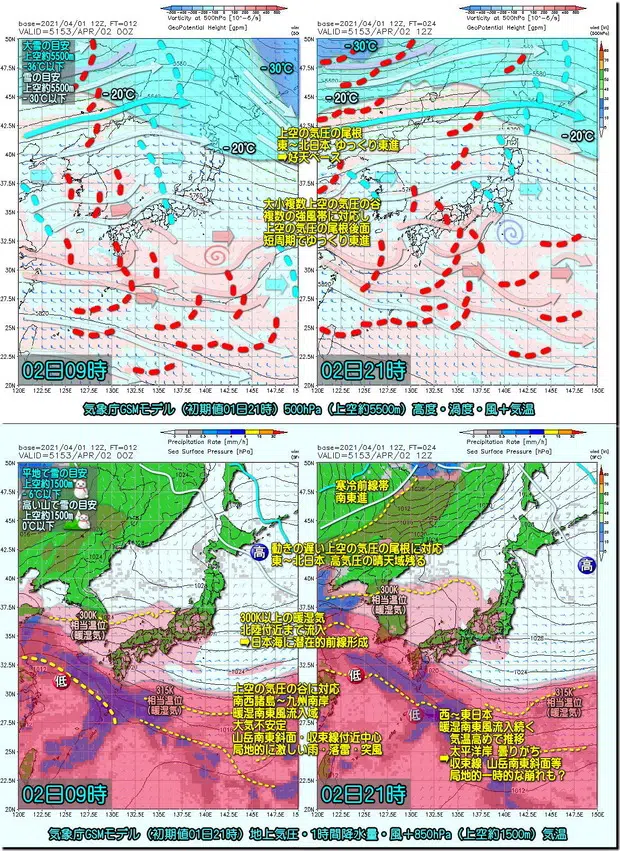 Vorticity at 500hPa [10^-6/s]
GeoPotential Height [gpm]
base=2021/04/01 12Z, FT=012
VALID=5153/APR/02 00Z
大雪の目安
上空約5500m
-36℃以下
雪の目安
上空約5500m
-30℃以下
-30℃
-20℃
-20℃
02日09時
Vorticity at 500hPa [10^-6/s]
GeoPotential Height [gpm]
base=2021/04/01 12Z, FT=024
VALID=5153/APR/02 12Z
-30℃
-20℃
-20℃
上空の気圧の尾根
東～北日本 ゆっくり東進
➡好天ベース
大小複数上空の気圧の谷
複数の強風帯に対応し
上空の気圧の尾根後面
短周期でゆっくり東進
02日21時
気象庁GSMモデル（初期値01日21時）500hPa（上空約5500m）高度・渦度・風＋気温
Precipitation Rate [mm/h]
Sea Surface Pressure [hPa]
base=2021/04/01 12Z, FT=012
VALID=5153/APR/02 00Z
平地で雪の目安
上空約1500m
-6℃以下
高い山で雪の目安
上空約1500m
0℃以下
高
300K
相当温位
(暖湿気)
低
315K
相当温位
(暖湿気)
02日09時
Precipitation Rate [mm/h]
Sea Surface Pressure [hPa]
base=2021/04/01 12Z, FT=024
VALID=5153/APR/02 12Z
寒冷前線帯
南東進
動きの遅い上空の気圧の尾根に対応
東～北日本 高気圧の晴天域残る
高
300K以上の暖湿気
北陸付近まで流入
➡日本海に潜在的前線形成
300K
相当温位
(暖湿気)
上空の気圧の谷に対応
南西諸島～九州南岸
暖湿南東風流入域
大気不安定
山岳南東斜面・収束線付近中心
局地的に激しい雨・落雷・突風
低
低
315K
相当温位
(暖湿気)
西～東日本
暖湿南東風流入続く
気温高めで推移
太平洋岸 曇りがち
➡収束線 山岳南東斜面等
局地的一時的な崩れも？
02日21時
気象庁GSMモデル（初期値01日21時）地上気圧・1時間降水量・風＋850hPa（上空約1500m）気温